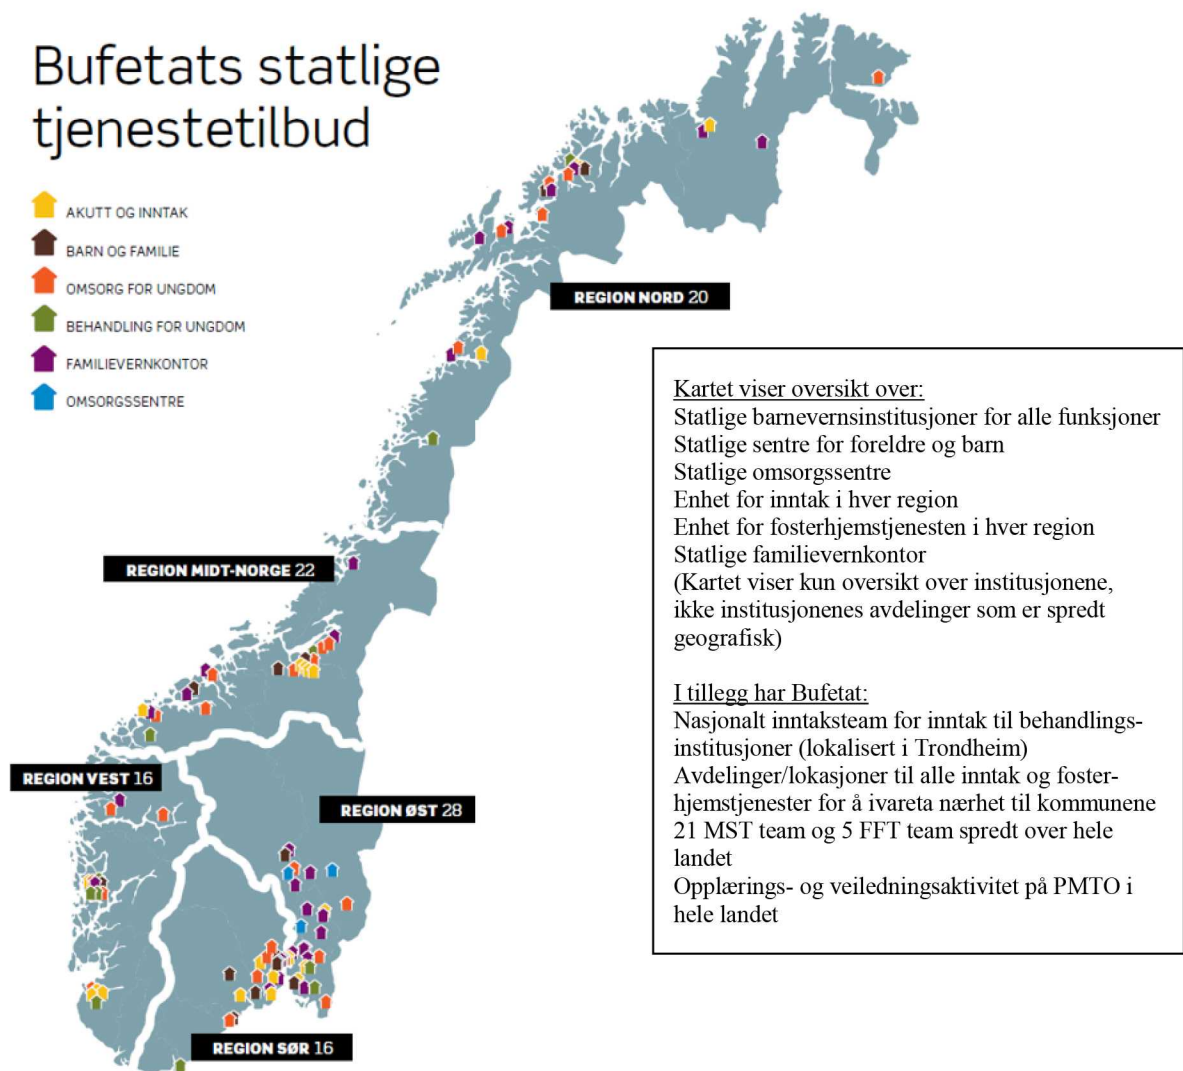 Bufetats statlige
tjenestetilbud
AKUTT OG INNTAK
BARN OG FAMILIE
OMSORG FOR UNGDOM
BEHANDLING FOR UNGDOM
FAMILIEVERNKONTOR
OMSORGSSENTRE
REGION NORD 20
REGION MIDT-NORGE 22
REGION VEST 16
REGION ØST 28
REGION SØR 16
Kartet viser oversikt over:
Statlige barnevernsinstitusjoner for alle funksjoner
Statlige sentre for foreldre og barn
Statlige omsorgssentre
Enhet for inntak i hver region
Enhet for fosterhjemstjenesten i hver region
Statlige familievernkontor
(Kartet viser kun oversikt over institusjonene,
ikke institusjonenes avdelinger som er spredt
geografisk)
I tillegg har Bufetat:
Nasjonalt inntaksteam for inntak til behandlings-
institusjoner (lokalisert i Trondheim)
Avdelinger/lokasjoner til alle inntak og foster-
hjemstjenester for å ivareta nærhet til kommunene
21 MST team og 5 FFT team spredt over hele
landet
Opplærings- og veiledningsaktivitet på PMTO i
hele landet